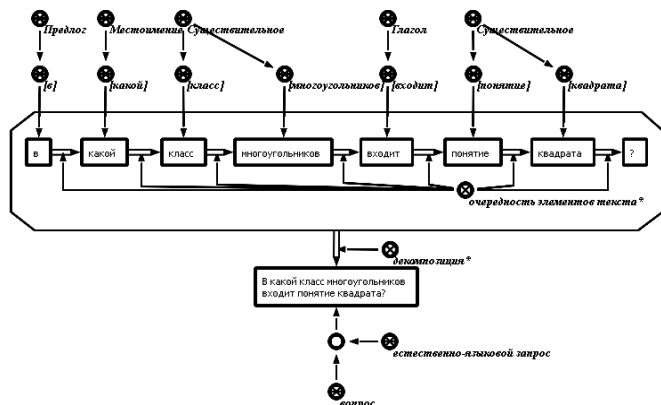 Предлог Местоимение Существительное Глагол Существительное
[в] [какой] [класс] [многоугольников] [входит] [понятие] [квадрата]
в какой класс многоугольников входит понятие квадрата ?
очередность элементов текста*
декомпозиция*
В какой класс многоугольников
входит понятие квадрата?
естественно-языковой запрос
вопрос